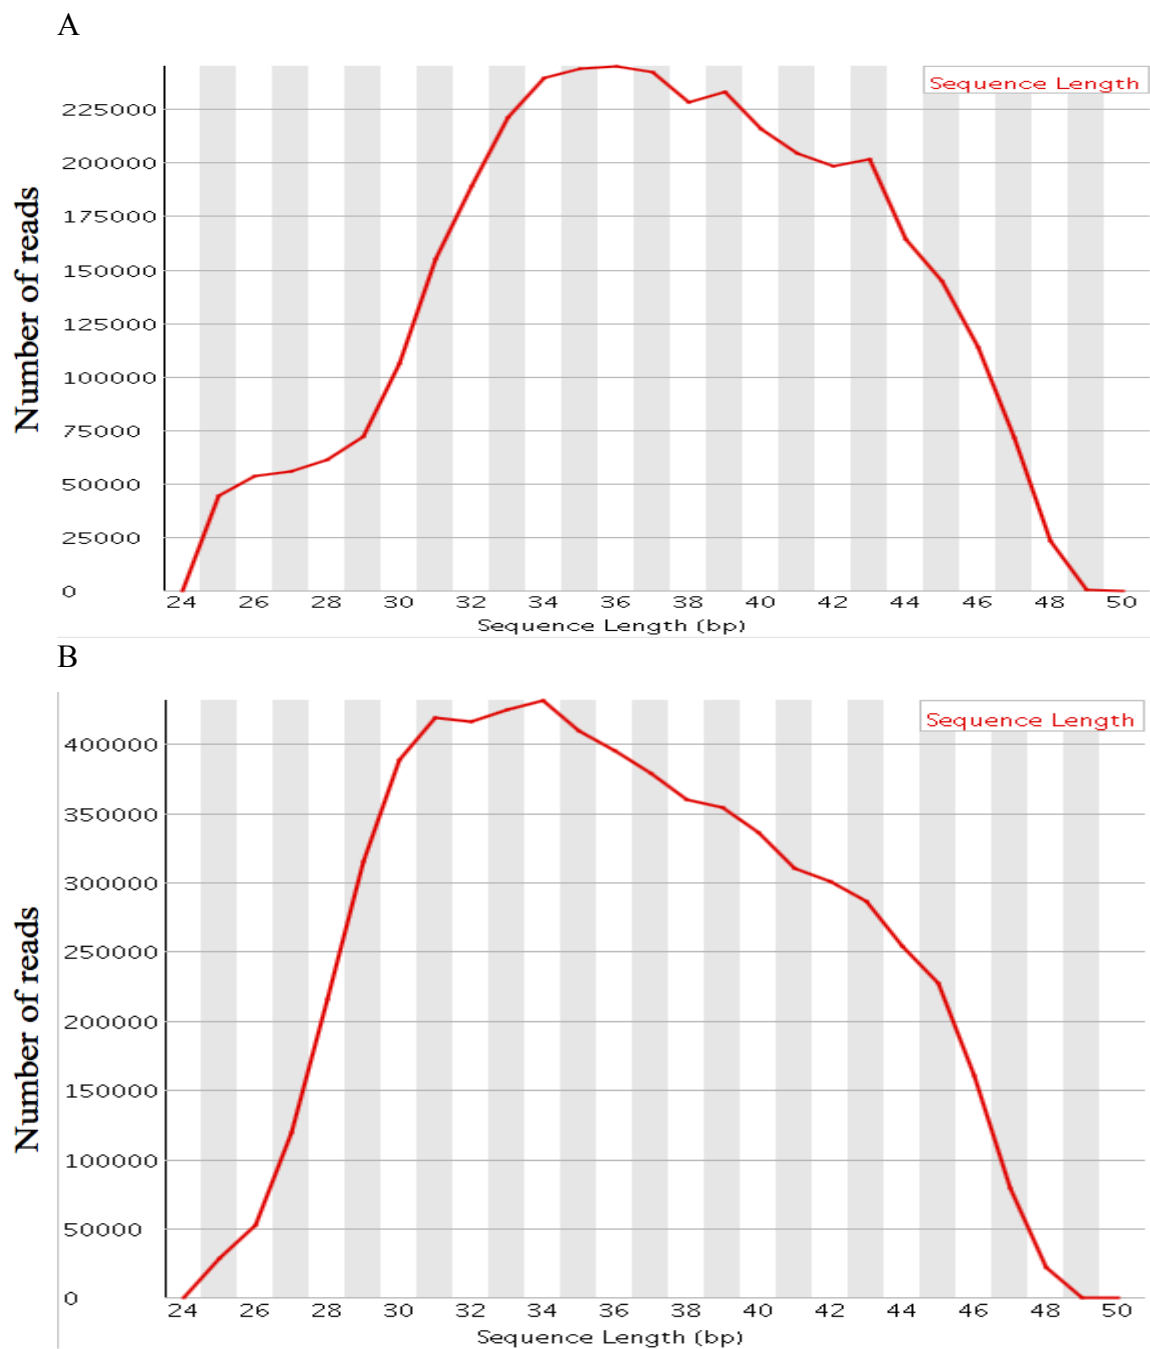 A
Sequence Length
225000
200000
175000
150000
125000
100000
75000
50000
25000
0
Number of reads
24 26 28 30 32 34 36 38 40 42 44 46 48 50
Sequence Length (bp)
B
Sequence Length
400000
350000
300000
250000
200000
150000
100000
50000
0
Number of reads
24 26 28 30 32 34 36 38 40 42 44 46 48 50
Sequence Length (bp)